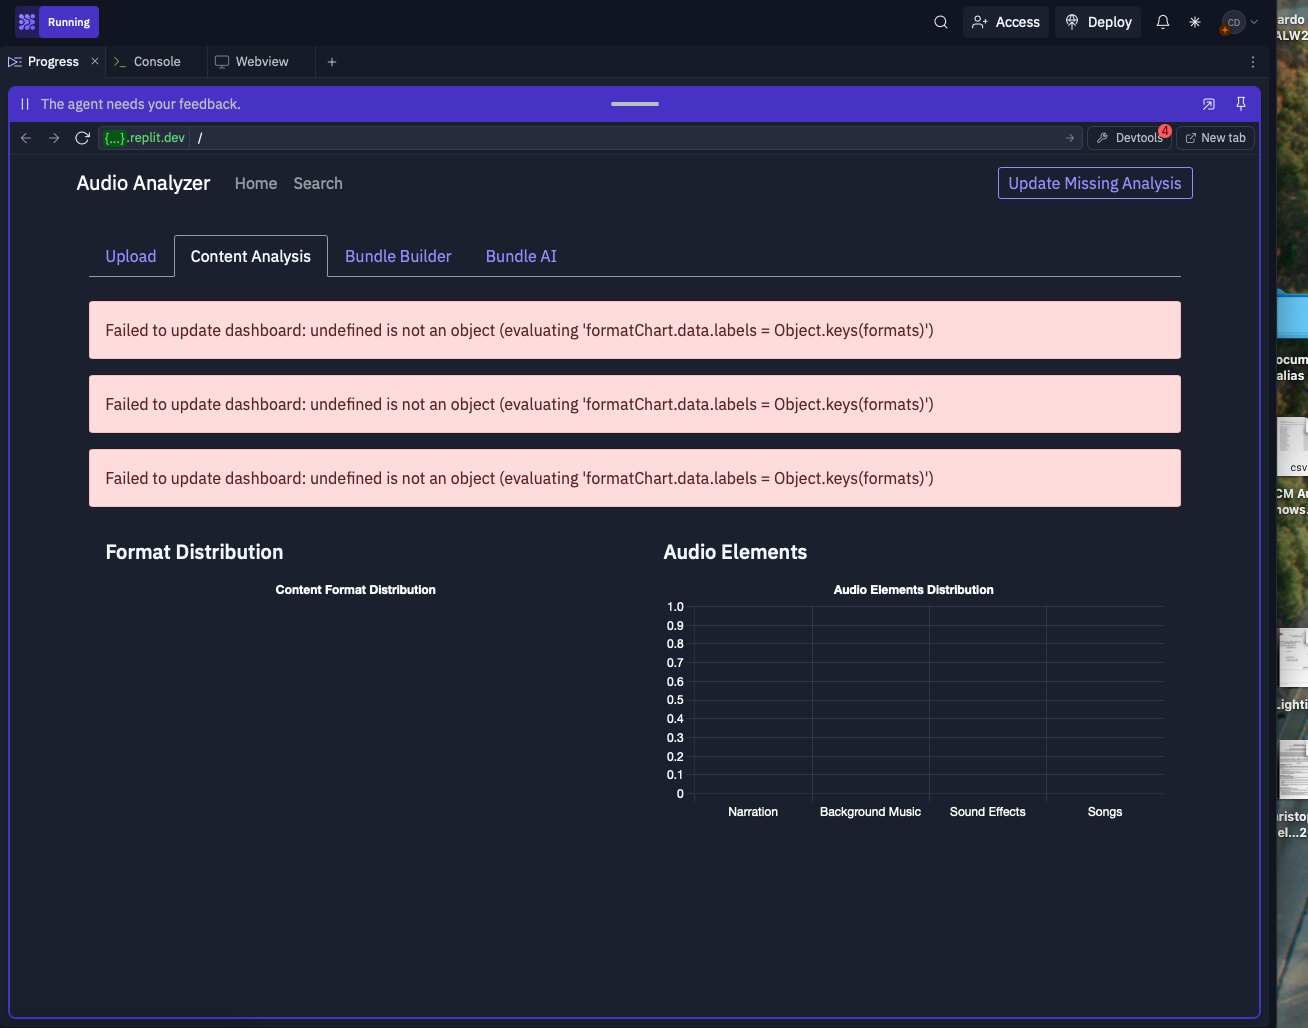 Running
Access
Deploy
CD
Progress
Console
Webview
The agent needs your feedback.
{...}.replit.dev /
Devtools 4
New tab
Audio Analyzer
Home
Search
Update Missing Analysis
Upload
Content Analysis
Bundle Builder
Bundle AI
Failed to update dashboard: undefined is not an object (evaluating 'formatChart.data.labels = Object.keys(formats)')
Failed to update dashboard: undefined is not an object (evaluating 'formatChart.data.labels = Object.keys(formats)')
Failed to update dashboard: undefined is not an object (evaluating 'formatChart.data.labels = Object.keys(formats)')
Format Distribution
Content Format Distribution
Audio Elements
Audio Elements Distribution
1.0
0.9
0.8
0.7
0.6
0.5
0.4
0.3
0.2
0.1
0
Narration
Background Music
Sound Effects
Songs
ardo
ALW2
ocum
alias
csv
CM Au
hows.
Lighti
hristop
el...2